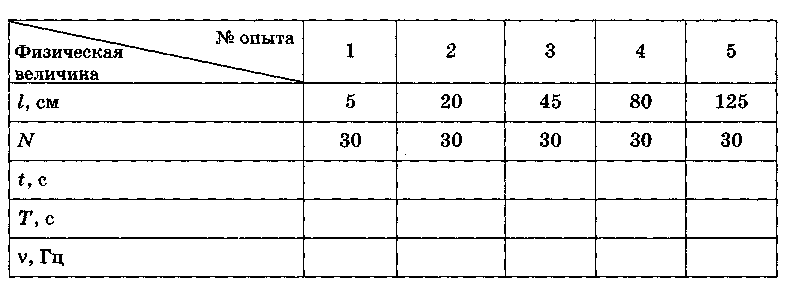 № опыта
Физическая
величина
1 2 3 4 5
l, см 5 20 45 80 125
N 30 30 30 30 30
t, с
T, с
ν, Гц